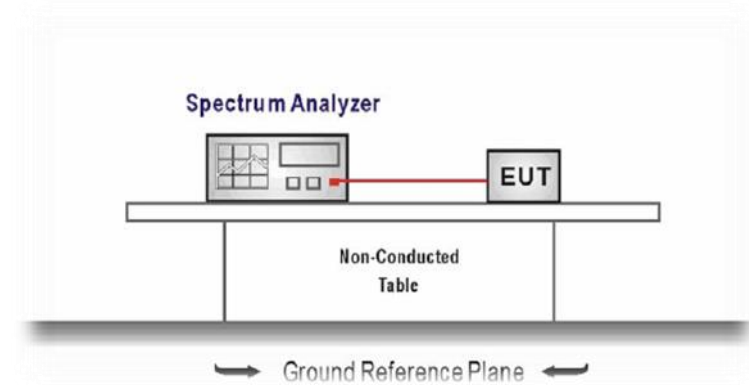 Spectrum Analyzer
EUT
Non-Conducted
Table
Ground Reference Plane